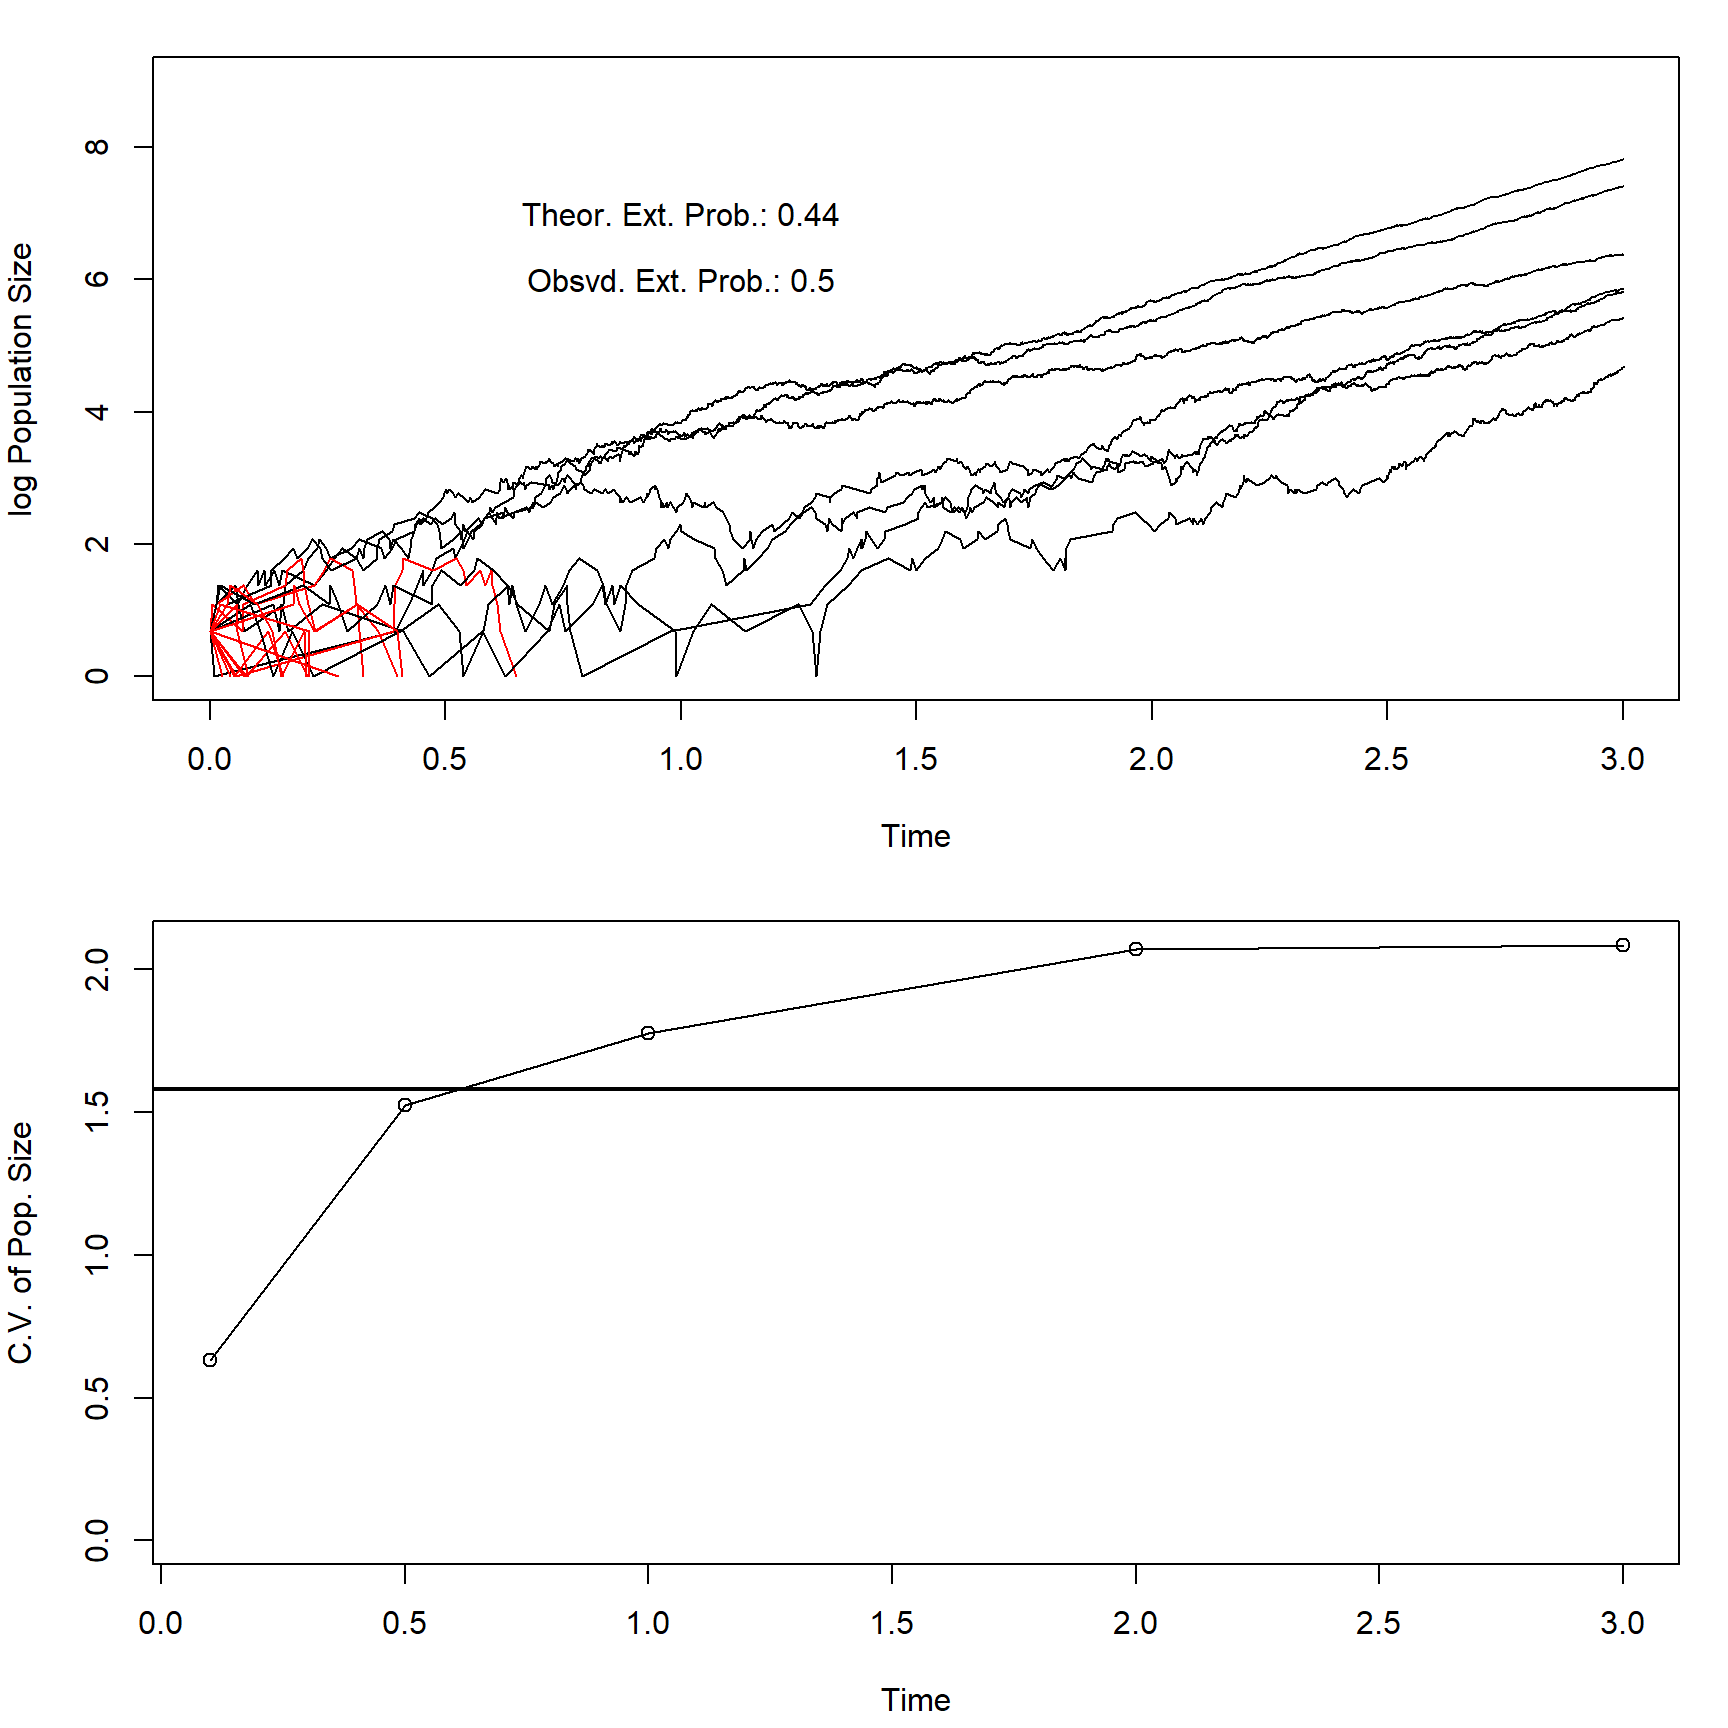 log Population Size
8
6
4
2
0
Theor. Ext. Prob.: 0.44
Obsvd. Ext. Prob.: 0.5
0.0 0.5 1.0 1.5 2.0 2.5 3.0
Time
C.V. of Pop. Size
2.0
1.5
1.0
0.5
0.0
0.0 0.5 1.0 1.5 2.0 2.5 3.0
Time